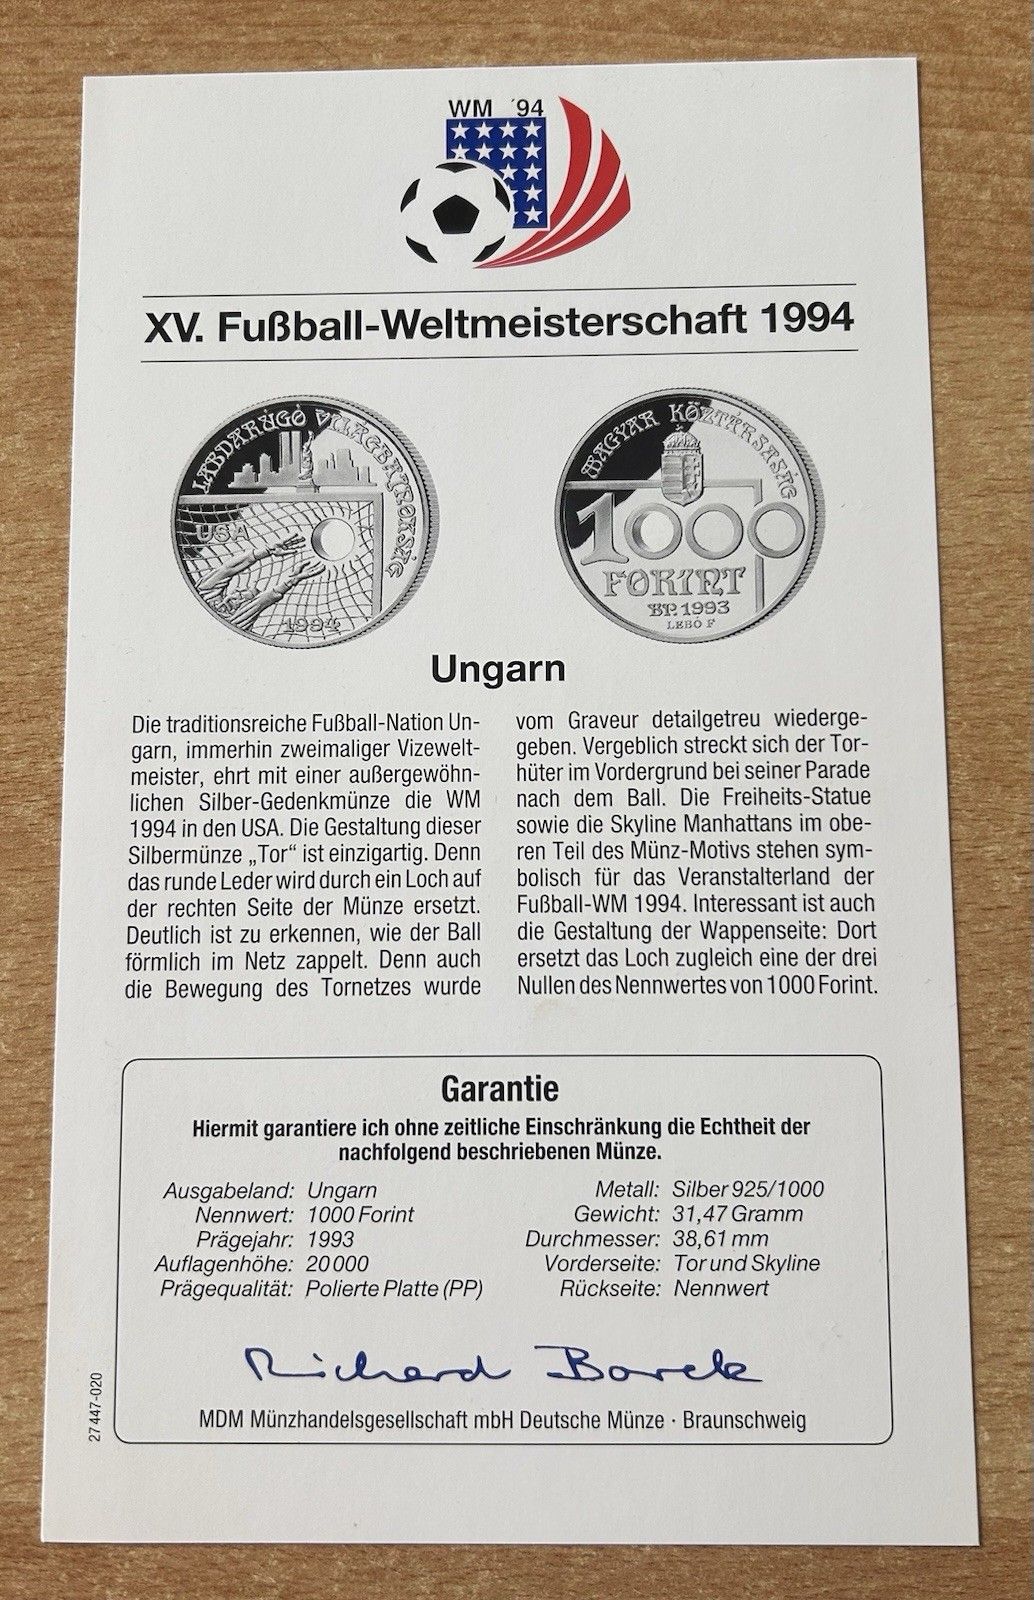 WM '94
XV. Fußball-Weltmeisterschaft 1994
LABDARÚGÓ VILÁGBAJNOKSÁG
USA
1994
MAGYAR KÖZTÁRSASÁG
1000
FORINT
BP. 1993
LEBÓ F
Ungarn
Die traditionsreiche Fußball-Nation Un-
garn, immerhin zweimaliger Vizewelt-
meister, ehrt mit einer außergewöhn-
lichen Silber-Gedenkmünze die WM
1994 in den USA. Die Gestaltung dieser
Silbermünze „Tor“ ist einzigartig. Denn
das runde Leder wird durch ein Loch auf
der rechten Seite der Münze ersetzt.
Deutlich ist zu erkennen, wie der Ball
förmlich im Netz zappelt. Denn auch
die Bewegung des Tornetzes wurde
vom Graveur detailgetreu wiederge-
geben. Vergeblich streckt sich der Tor-
hüter im Vordergrund bei seiner Parade
nach dem Ball. Die Freiheits-Statue
sowie die Skyline Manhattans im obe-
ren Teil des Münz-Motivs stehen sym-
bolisch für das Veranstalterland der
Fußball-WM 1994. Interessant ist auch
die Gestaltung der Wappenseite: Dort
ersetzt das Loch zugleich eine der drei
Nullen des Nennwertes von 1000 Forint.
Garantie
Hiermit garantiere ich ohne zeitliche Einschränkung die Echtheit der
nachfolgend beschriebenen Münze.
Ausgabeland: Ungarn
Nennwert: 1000 Forint
Prägejahr: 1993
Auflagenhöhe: 20 000
Prägequalität: Polierte Platte (PP)
Metall: Silber 925/1000
Gewicht: 31,47 Gramm
Durchmesser: 38,61 mm
Vorderseite: Tor und Skyline
Rückseite: Nennwert
Richard Borek
MDM Münzhandelsgesellschaft mbH Deutsche Münze · Braunschweig
27 447-020